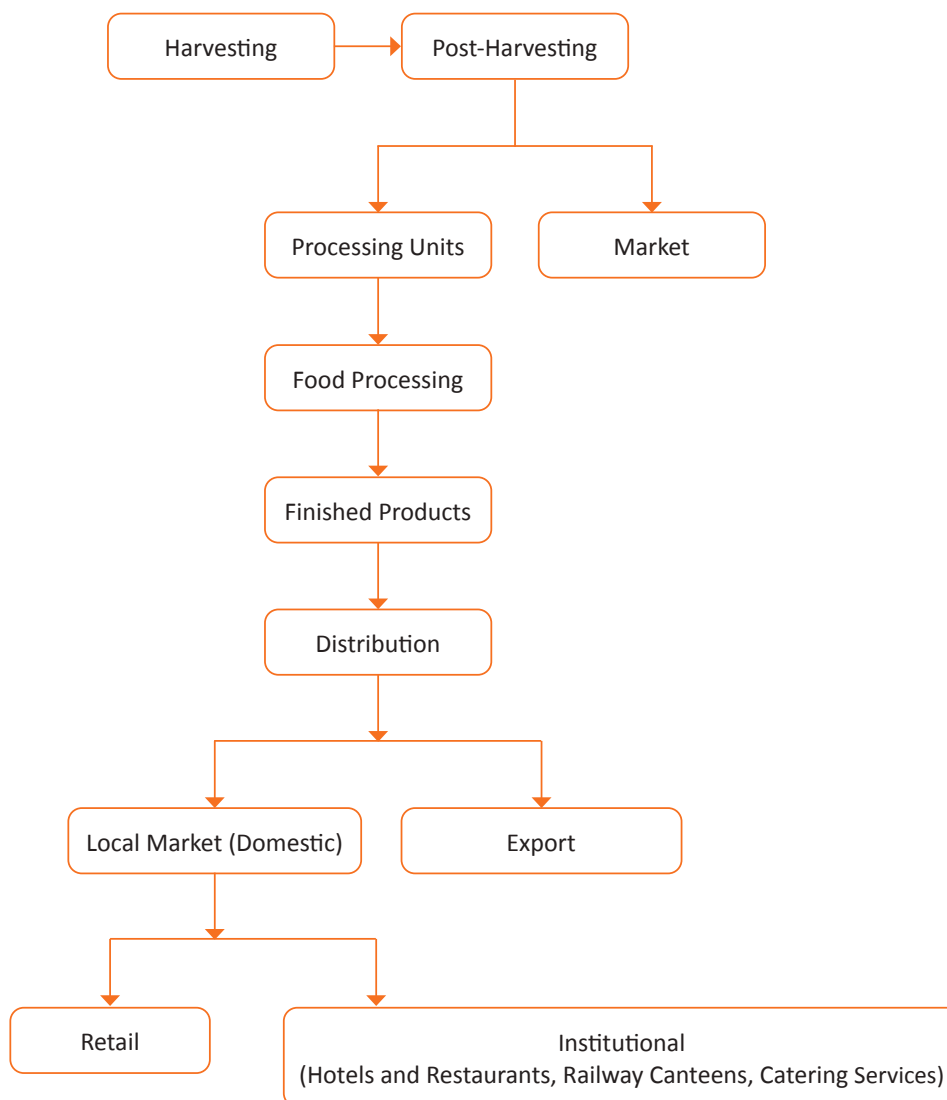 Harvesting
Post-Harvesting
Processing Units
Market
Food Processing
Finished Products
Distribution
Local Market (Domestic)
Export
Retail
Institutional
(Hotels and Restaurants, Railway Canteens, Catering Services)